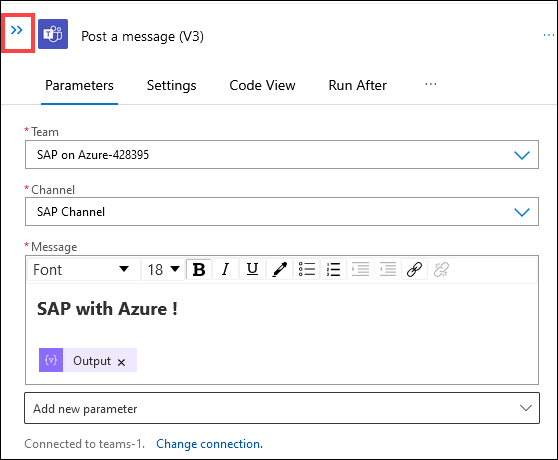 Post a message (V3)
Parameters Settings Code View Run After ...
* Team
SAP on Azure-428395
* Channel
SAP Channel
* Message
Font 18 B I U
SAP with Azure !
{v} Output ×
Add new parameter
Connected to teams-1. Change connection.